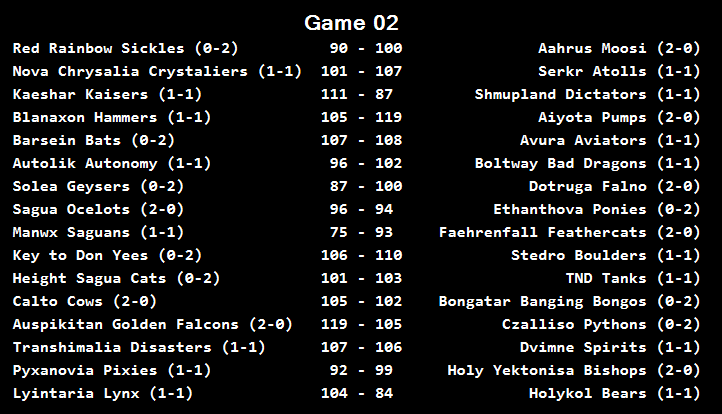 Game 02
Red Rainbow Sickles (0-2) 90 - 100 Aahrus Moosi (2-0)
Nova Chrysalia Crystaliers (1-1) 101 - 107 Serkr Atolls (1-1)
Kaeshar Kaisers (1-1) 111 - 87 Shmupland Dictators (1-1)
Blanaxon Hammers (1-1) 105 - 119 Aiyota Pumps (2-0)
Barsein Bats (0-2) 107 - 108 Avura Aviators (1-1)
Autolik Autonomy (1-1) 96 - 102 Boltway Bad Dragons (1-1)
Solea Geysers (0-2) 87 - 100 Dotruga Falno (2-0)
Sagua Ocelots (2-0) 96 - 94 Ethanthova Ponies (0-2)
Manwx Saguans (1-1) 75 - 93 Faehrenfall Feathercats (2-0)
Key to Don Yees (0-2) 106 - 110 Stedro Boulders (1-1)
Height Sagua Cats (0-2) 101 - 103 TND Tanks (1-1)
Calto Cows (2-0) 105 - 102 Bongatar Banging Bongos (0-2)
Auspikitan Golden Falcons (2-0) 119 - 105 Czalliso Pythons (0-2)
Transhimalia Disasters (1-1) 107 - 106 Dvimne Spirits (1-1)
Pyxanovia Pixies (1-1) 92 - 99 Holy Yektonisa Bishops (2-0)
Lyintaria Lynx (1-1) 104 - 84 Holykol Bears (1-1)